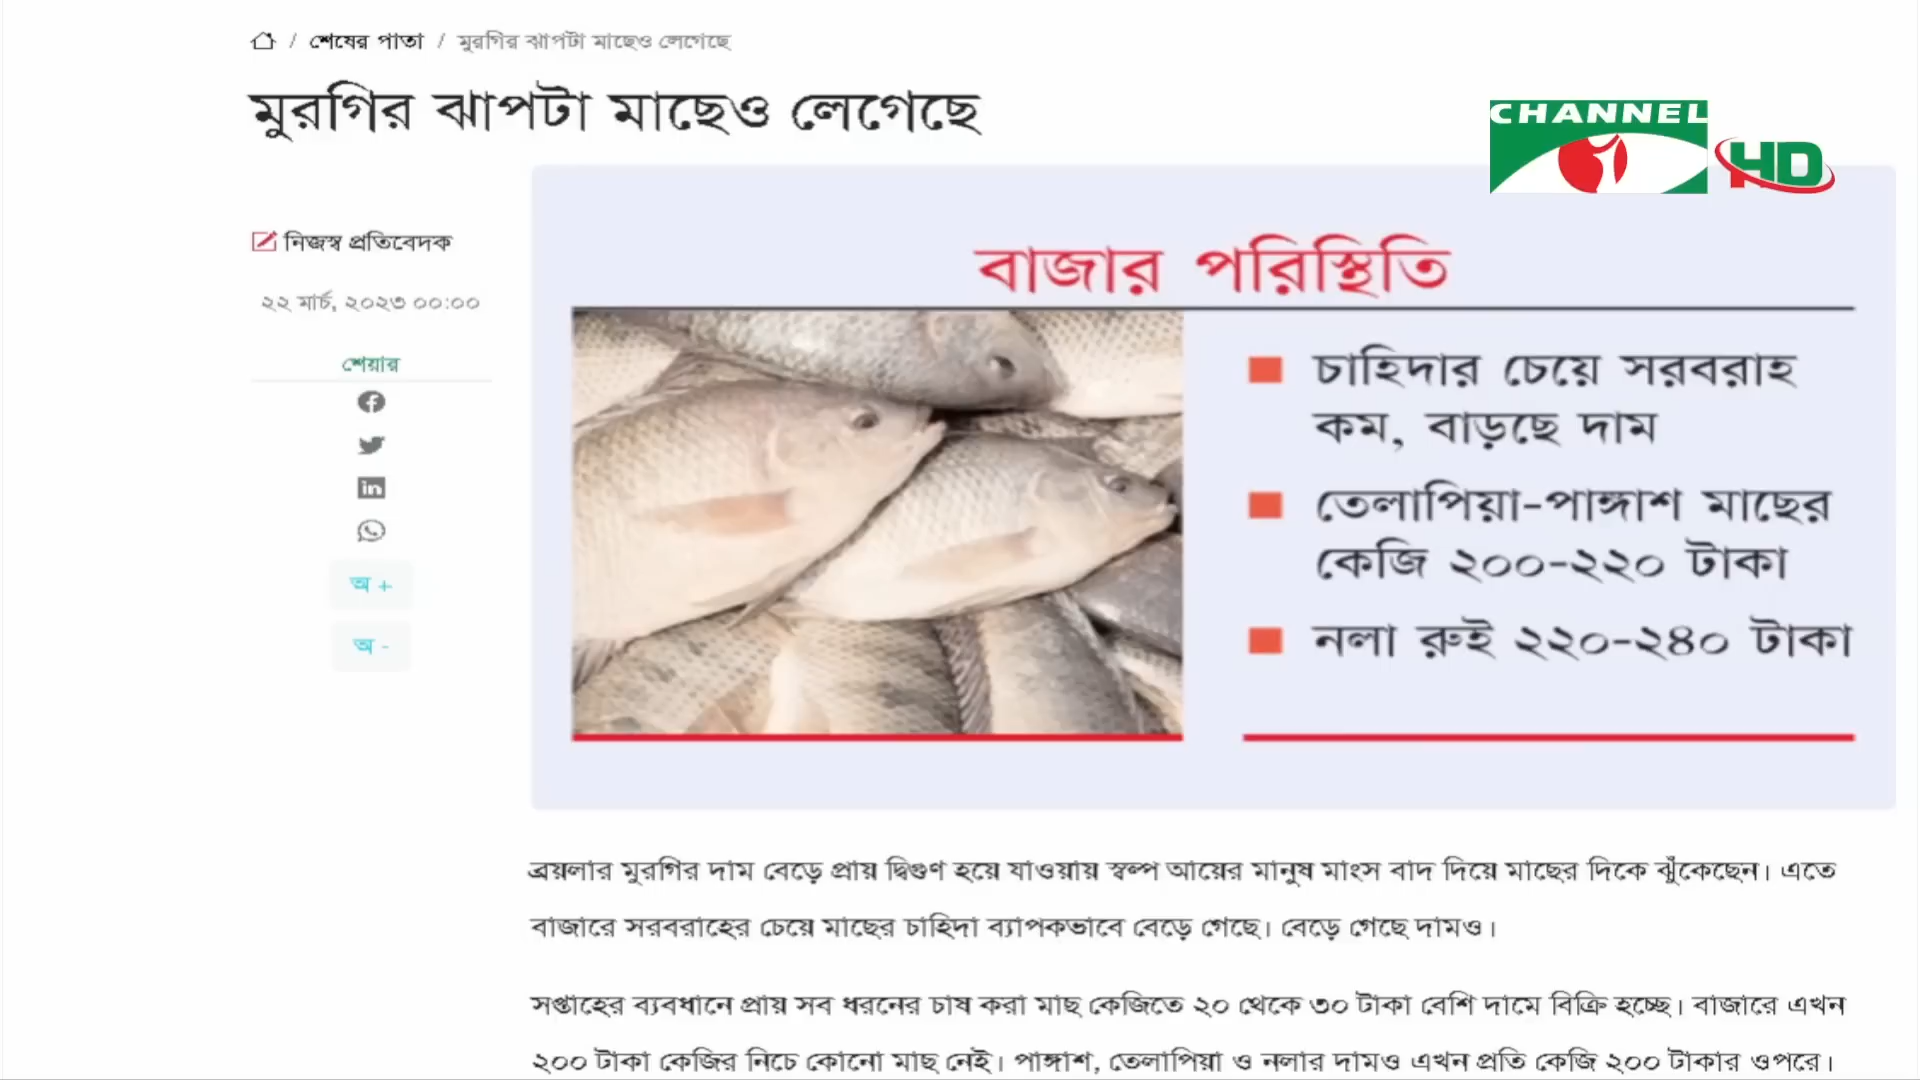 / শেষের পাতা / মুরগির ঝাপটা মাছেও লেগেছে
মুরগির ঝাপটা মাছেও লেগেছে
CHANNEL
HD
নিজস্ব প্রতিবেদক
২২ মার্চ, ২০২৩ ০০:০০
শেয়ার
in
অ +
অ -
বাজার পরিস্থিতি
চাহিদার চেয়ে সরবরাহ
কম, বাড়ছে দাম
তেলাপিয়া-পাঙ্গাশ মাছের
কেজি ২০০-২২০ টাকা
নলা রুই ২২০-২৪০ টাকা
ব্রয়লার মুরগির দাম বেড়ে প্রায় দ্বিগুণ হয়ে যাওয়ায় স্বল্প আয়ের মানুষ মাংস বাদ দিয়ে মাছের দিকে ঝুঁকেছেন। এতে
বাজারে সরবরাহের চেয়ে মাছের চাহিদা ব্যাপকভাবে বেড়ে গেছে। বেড়ে গেছে দামও।
সপ্তাহের ব্যবধানে প্রায় সব ধরনের চাষ করা মাছ কেজিতে ২০ থেকে ৩০ টাকা বেশি দামে বিক্রি হচ্ছে। বাজারে এখন
২০০ টাকা কেজির নিচে কোনো মাছ নেই। পাঙ্গাশ, তেলাপিয়া ও নলার দামও এখন প্রতি কেজি ২০০ টাকার ওপরে।